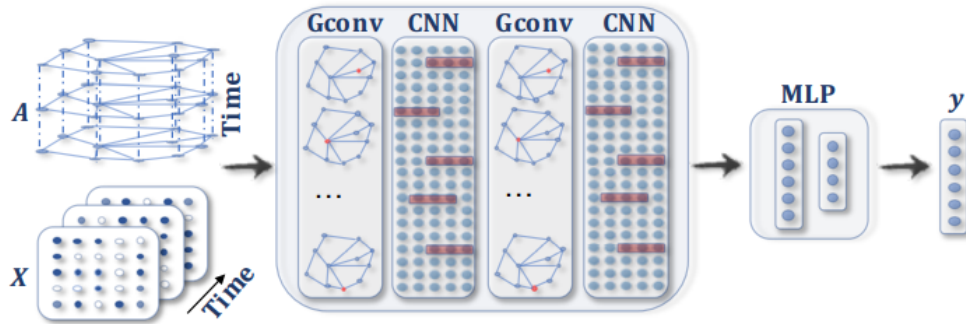 Gconv CNN Gconv CNN
A
Time
MLP
y
...
...
X
Time